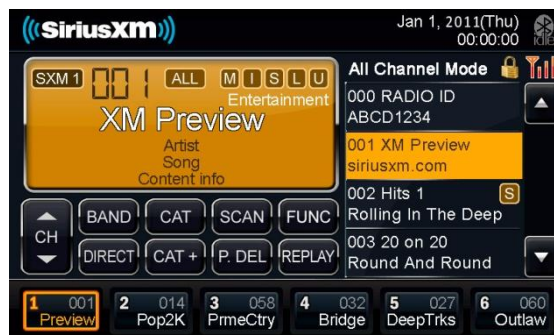 ((SiriusXM))
Jan 1, 2011(Thu)
00:00:00
Idle
SXM 1
001
ALL
M I S L U
Entertainment
XM Preview
Artist
Song
Content info
All Channel Mode
000 RADIO ID
ABCD1234
001 XM Preview
siriusxm.com
002 Hits 1
S
Rolling In The Deep
003 20 on 20
Round And Round
CH
BAND
CAT
SCAN
FUNC
DIRECT
CAT +
P. DEL
REPLAY
1 001
Preview
2 014
Pop2K
3 058
PrmeCtry
4 032
Bridge
5 027
DeepTrks
6 060
Outlaw